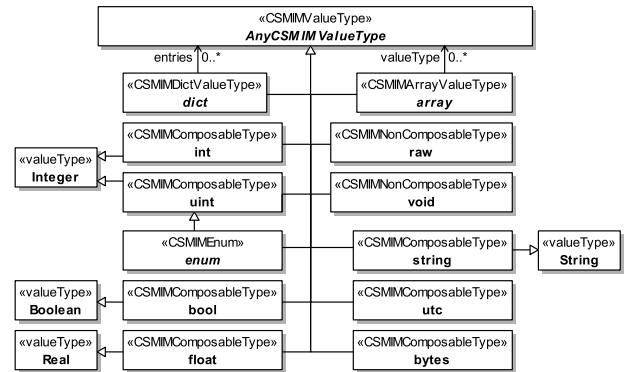 «CSMIMValueType»
AnyCSMIMValueType
entries 0..*
valueType 0..*
«CSMIMDictValueType»
dict
«CSMIMArrayValueType»
array
«CSMIMComposableType»
int
«CSMIMNonComposableType»
raw
«valueType»
Integer
«CSMIMComposableType»
uint
«CSMIMNonComposableType»
void
«CSMIMEnum»
enum
«CSMIMComposableType»
string
«valueType»
String
«valueType»
Boolean
«CSMIMComposableType»
bool
«CSMIMComposableType»
utc
«valueType»
Real
«CSMIMComposableType»
float
«CSMIMComposableType»
bytes